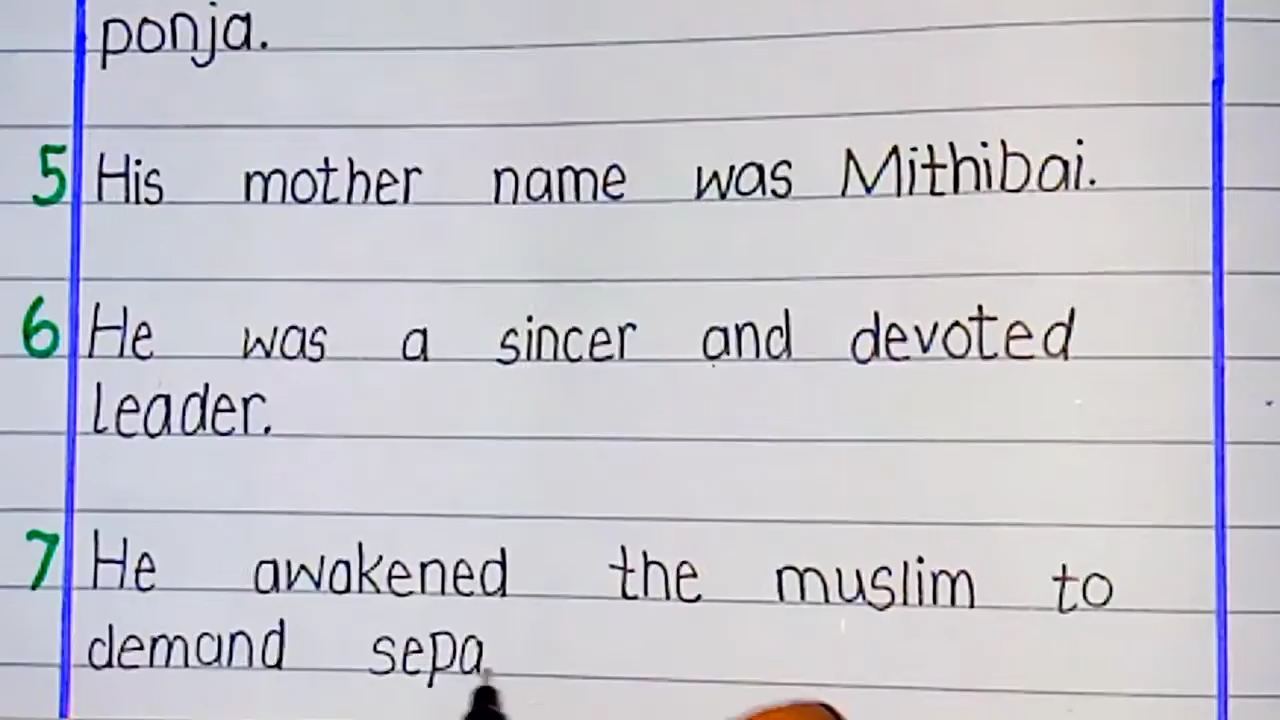 ponja.
5 His mother name was Mithibai.
6 He was a sincer and devoted
leader.
7 He awakened the muslim to
demand sepa